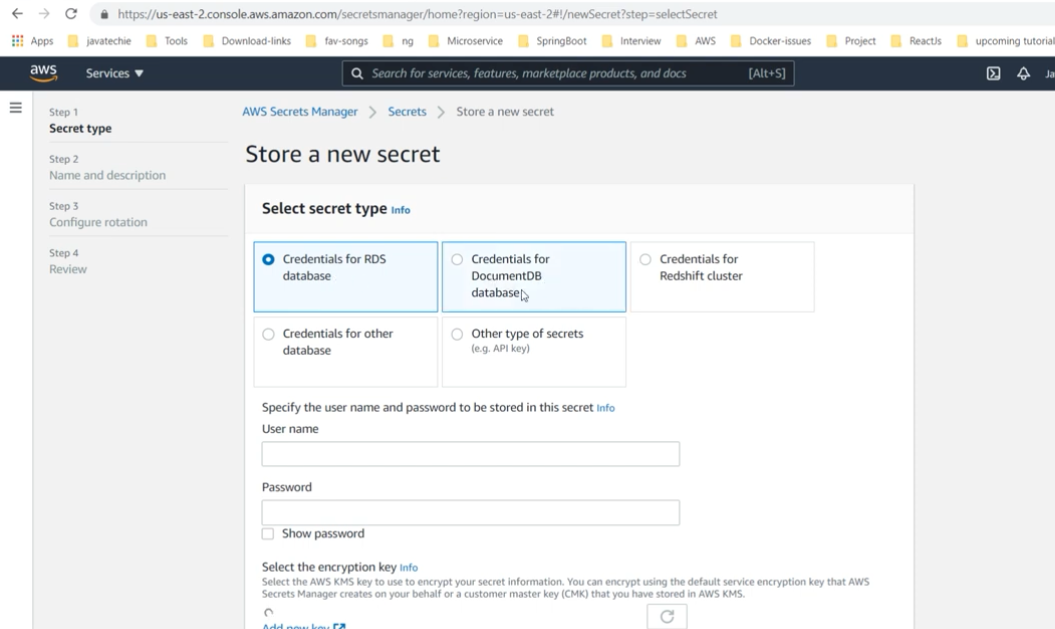 https://us-east-2.console.aws.amazon.com/secretsmanager/home?region=us-east-2#!/newSecret?step=selectSecret
Apps javatechie Tools Download-links fav-songs ng Microservice SpringBoot Interview AWS Docker-issues Project ReactJs upcoming tutorial
aws Services ▼ Search for services, features, marketplace products, and docs [Alt+S] Ja
Step 1
Secret type
Step 2
Name and description
Step 3
Configure rotation
Step 4
Review
AWS Secrets Manager > Secrets > Store a new secret
Store a new secret
Select secret type Info
Credentials for RDS
database
Credentials for
DocumentDB
database
Credentials for
Redshift cluster
Credentials for other
database
Other type of secrets
(e.g. API key)
Specify the user name and password to be stored in this secret Info
User name
Password
Show password
Select the encryption key Info
Select the AWS KMS key to use to encrypt your secret information. You can encrypt using the default service encryption key that AWS
Secrets Manager creates on your behalf or a customer master key (CMK) that you have stored in AWS KMS.
Add new key